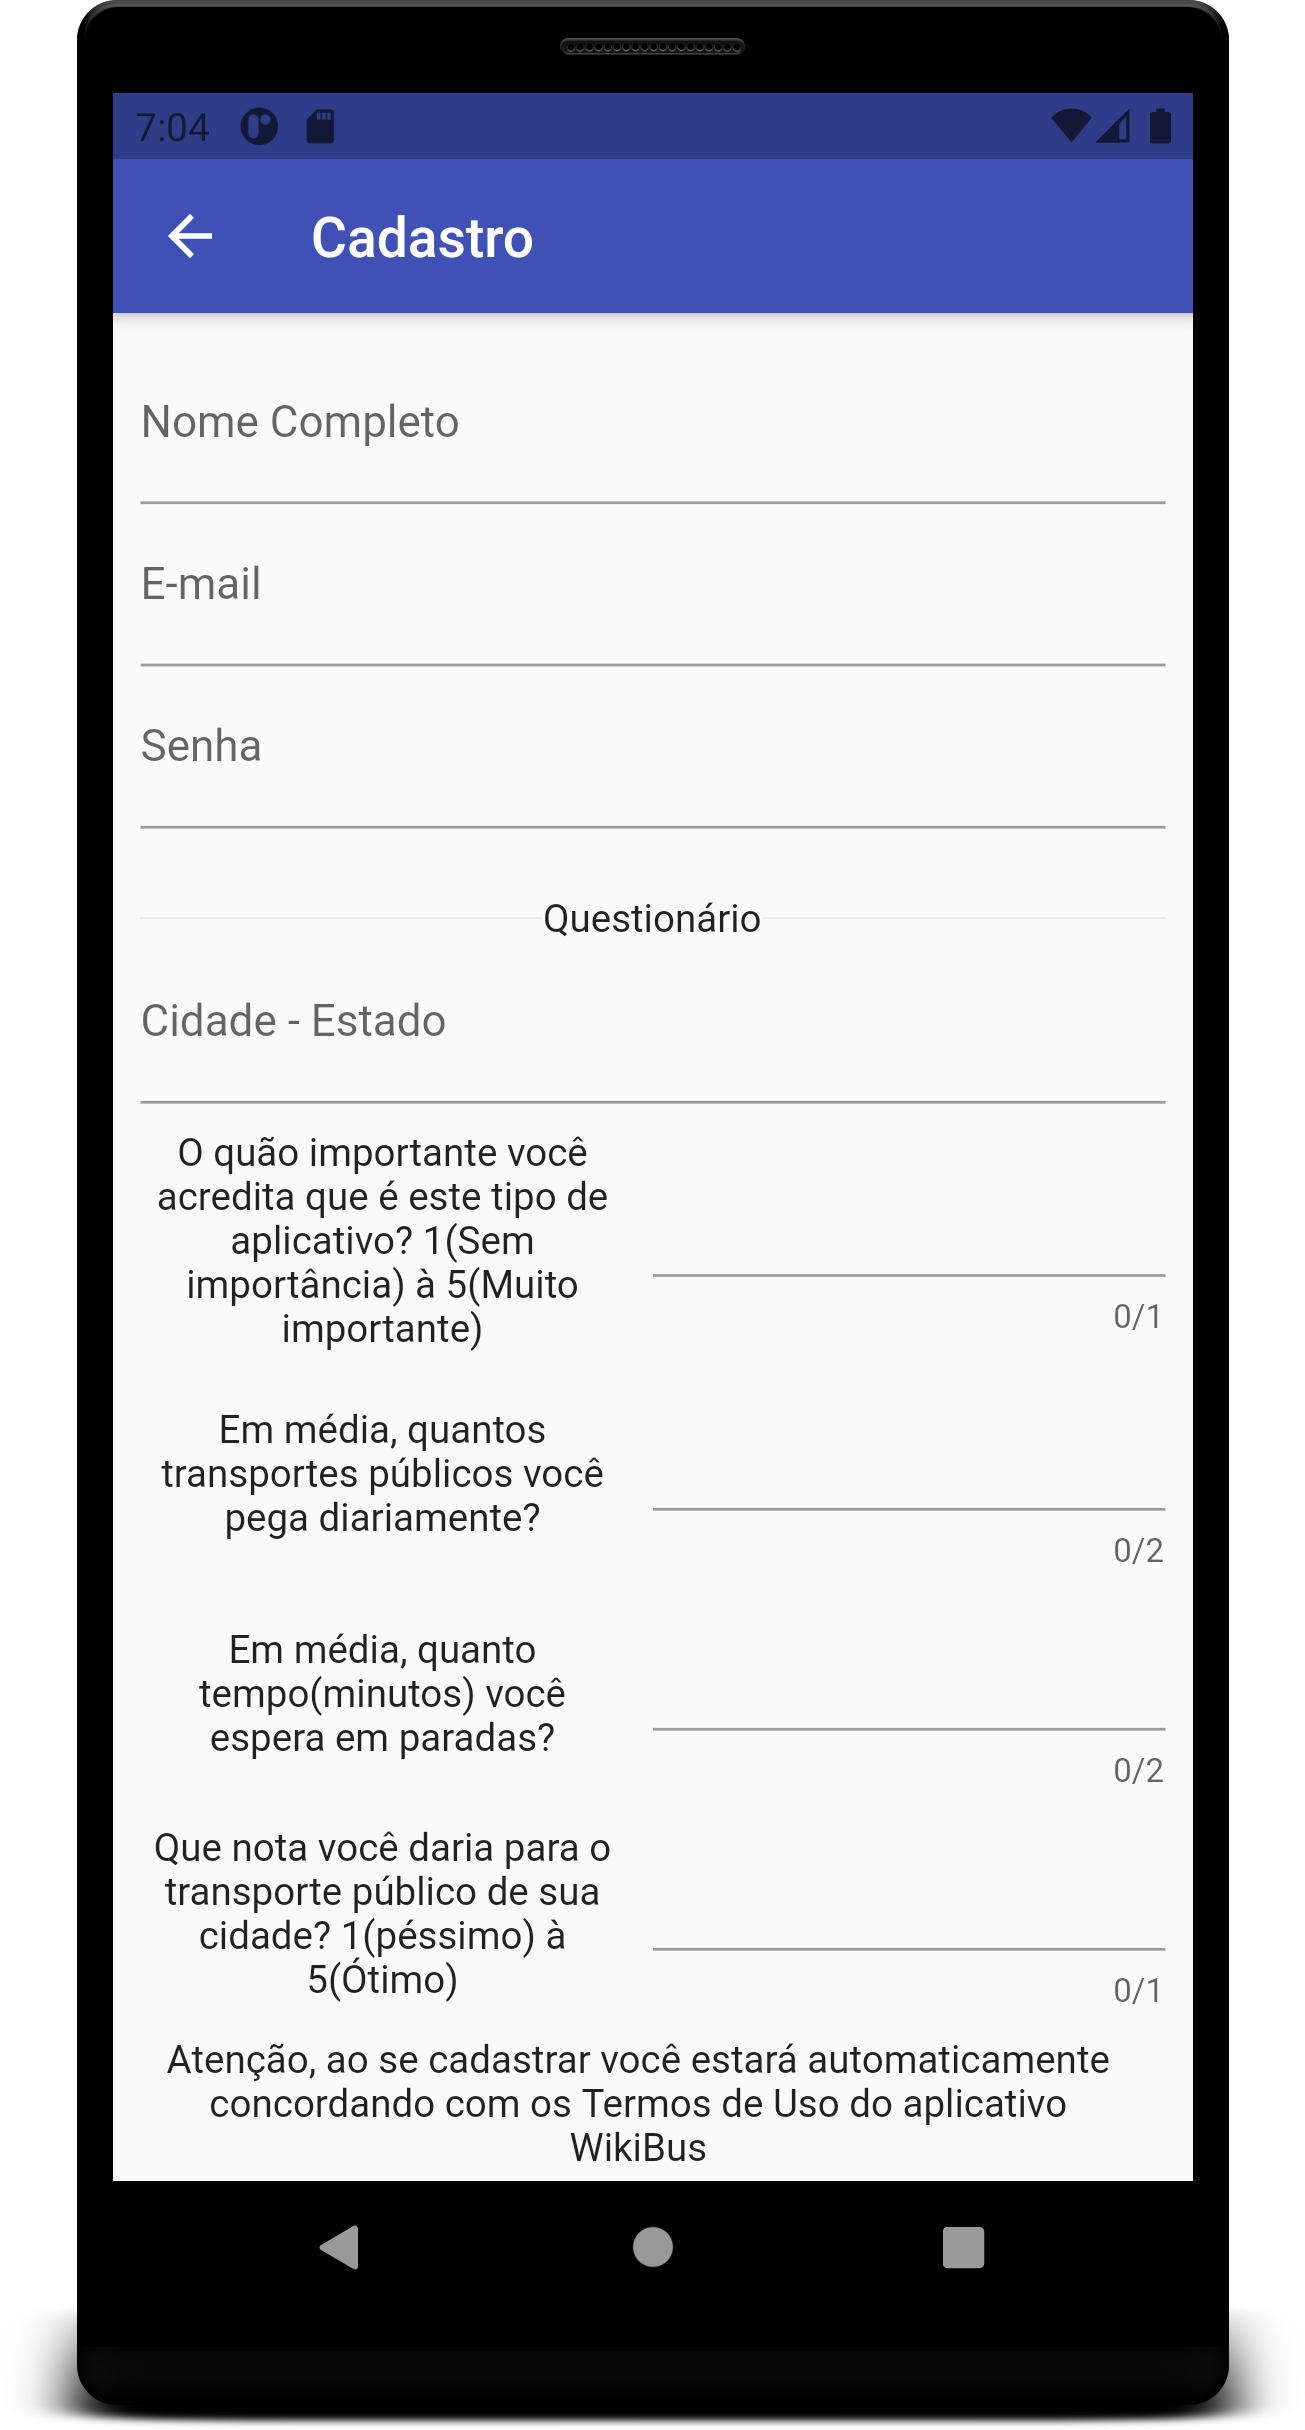 7:04
Cadastro
Nome Completo
E-mail
Senha
Questionário
Cidade - Estado
O quão importante você
acredita que é este tipo de
aplicativo? 1(Sem
importância) à 5(Muito
importante)
0/1
Em média, quantos
transportes públicos você
pega diariamente?
0/2
Em média, quanto
tempo(minutos) você
espera em paradas?
0/2
Que nota você daria para o
transporte público de sua
cidade? 1(péssimo) à
5(Ótimo)
0/1
Atenção, ao se cadastrar você estará automaticamente
concordando com os Termos de Uso do aplicativo
WikiBus